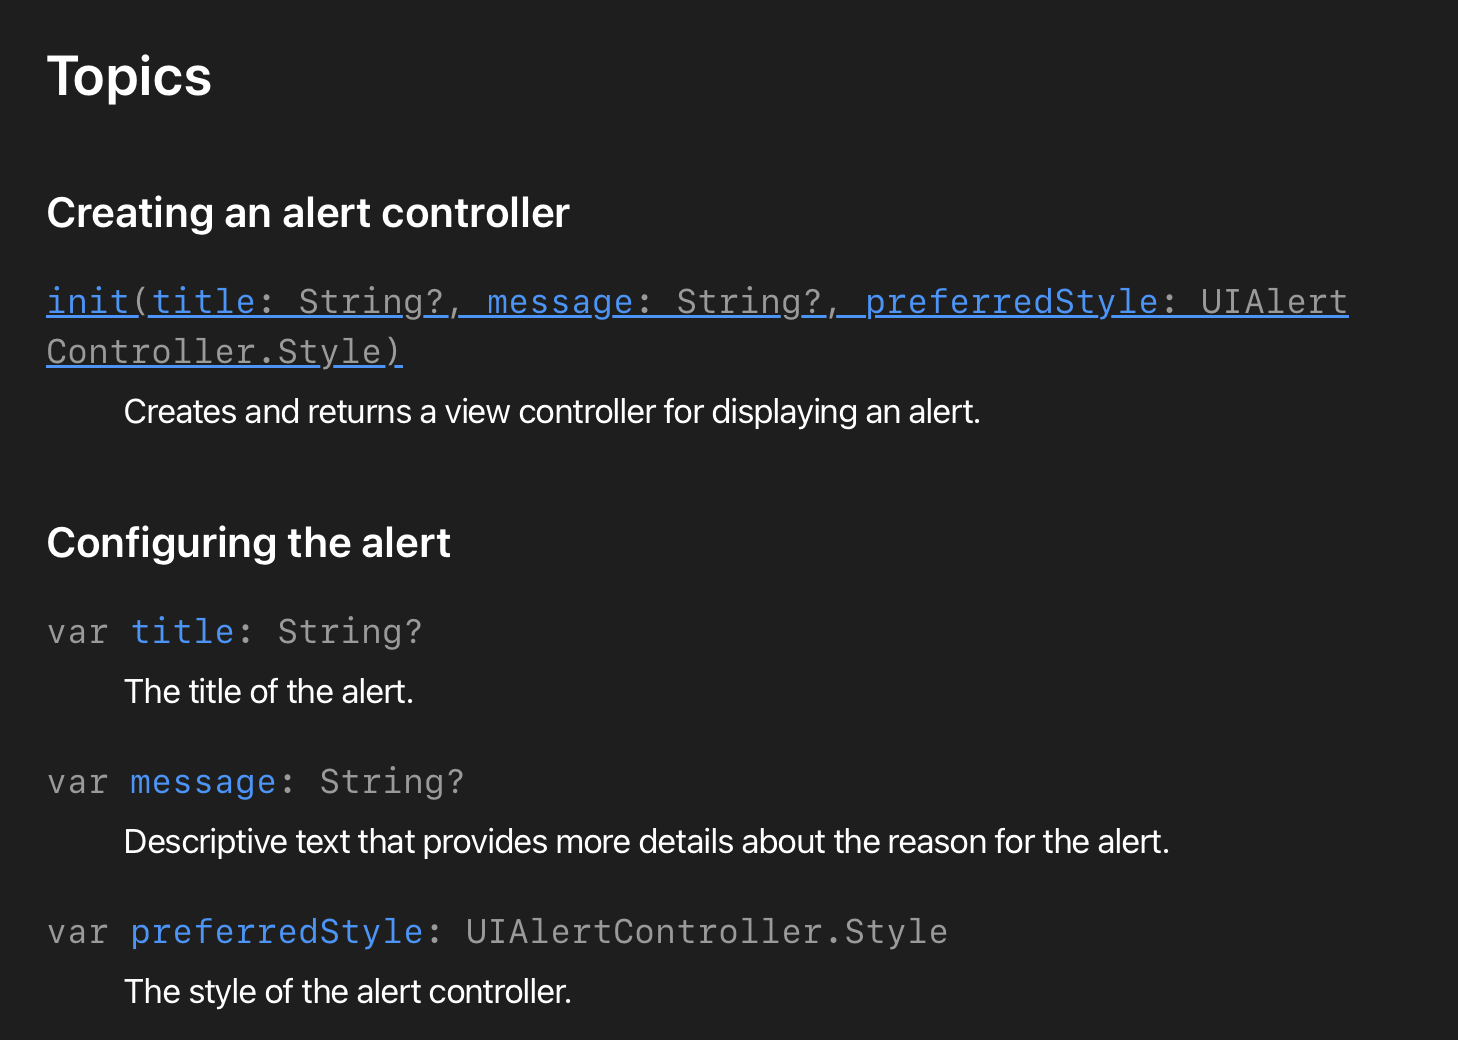 Topics
Creating an alert controller
init(title: String?, message: String?, preferredStyle: UIAlert
Controller.Style)
Creates and returns a view controller for displaying an alert.
Configuring the alert
var title: String?
The title of the alert.
var message: String?
Descriptive text that provides more details about the reason for the alert.
var preferredStyle: UIAlertController.Style
The style of the alert controller.